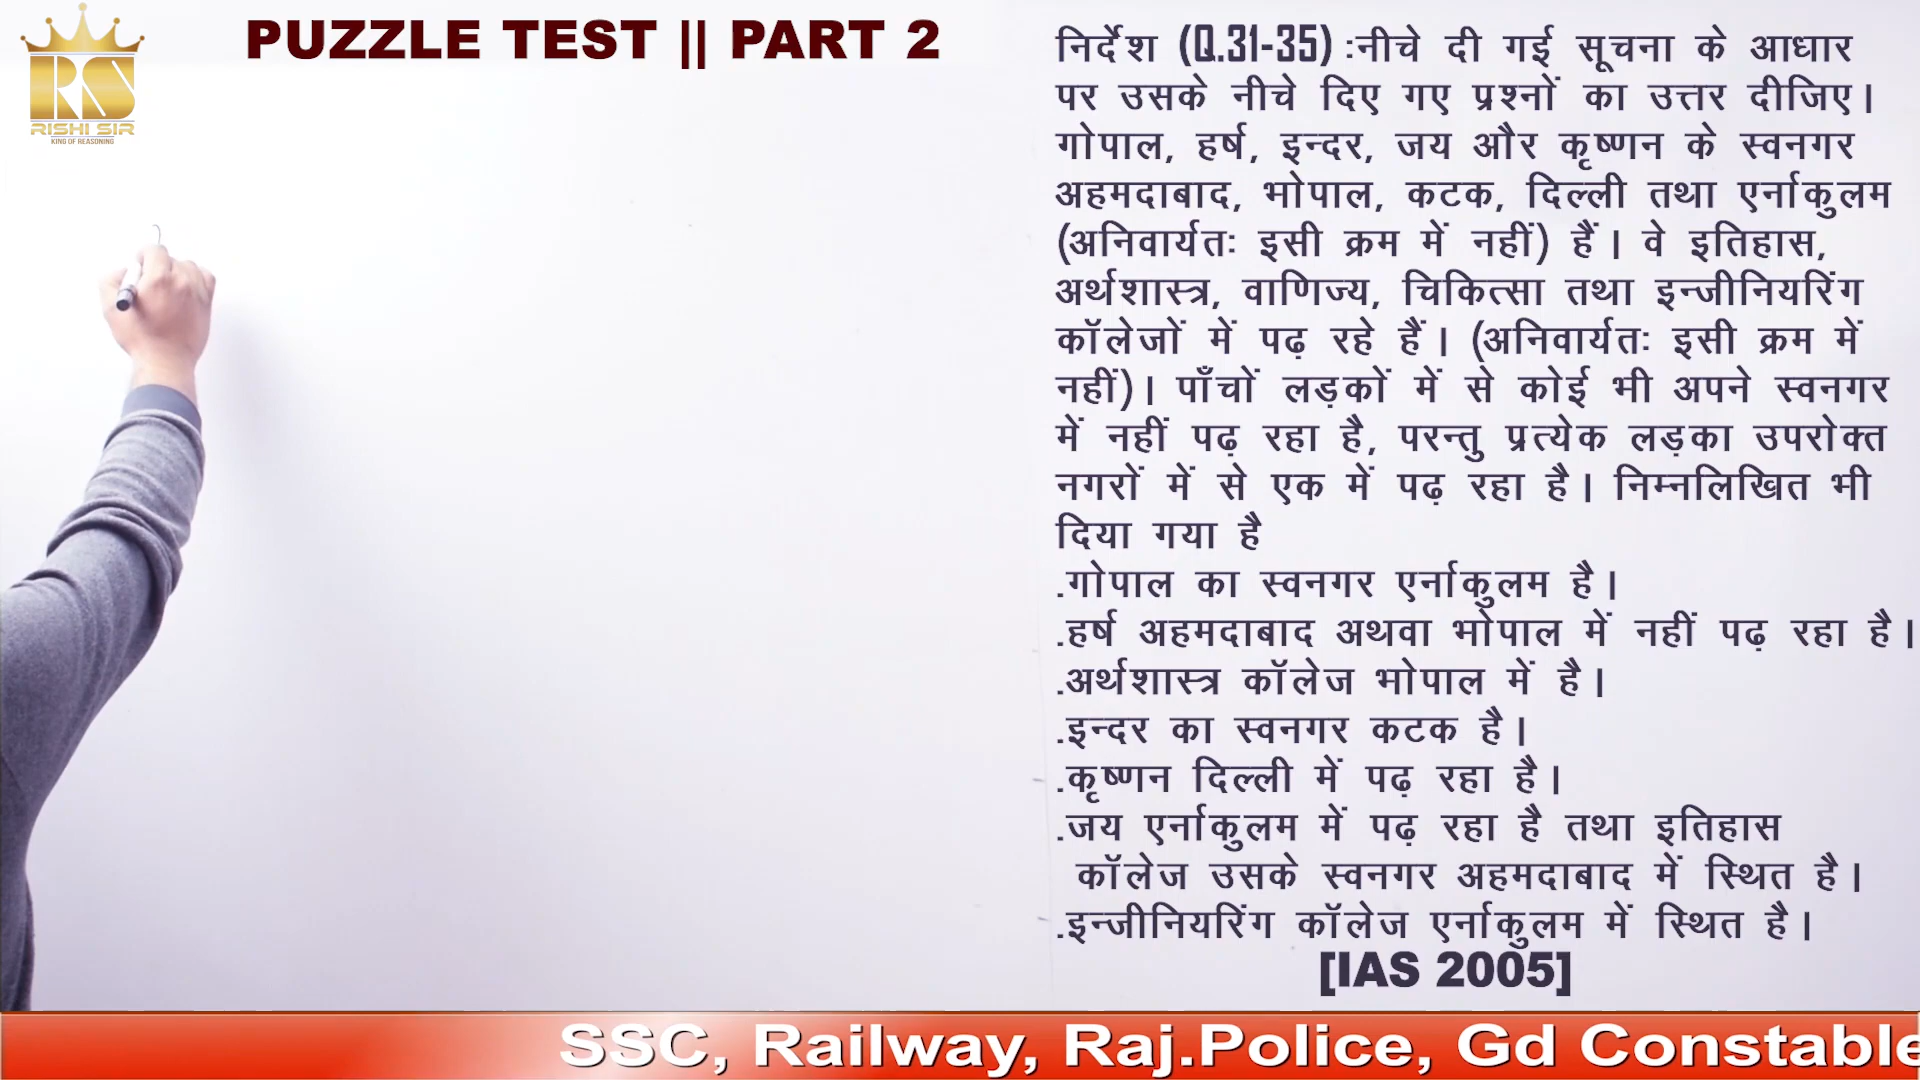 RS
RISHI SIR
KING OF REASONING
PUZZLE TEST || PART 2
निर्देश (Q.31-35) :नीचे दी गई सूचना के आधार
पर उसके नीचे दिए गए प्रश्नों का उत्तर दीजिए।
गोपाल, हर्ष, इन्दर, जय और कृष्णन के स्वनगर
अहमदाबाद, भोपाल, कटक, दिल्ली तथा एर्नाकुलम
(अनिवार्यतः इसी क्रम में नहीं) हैं। वे इतिहास,
अर्थशास्त्र, वाणिज्य, चिकित्सा तथा इन्जीनियरिंग
कॉलेजों में पढ़ रहे हैं। (अनिवार्यतः इसी क्रम में
नहीं)। पाँचों लड़कों में से कोई भी अपने स्वनगर
में नहीं पढ़ रहा है, परन्तु प्रत्येक लड़का उपरोक्त
नगरों में से एक में पढ़ रहा है। निम्नलिखित भी
दिया गया है
.गोपाल का स्वनगर एर्नाकुलम है।
.हर्ष अहमदाबाद अथवा भोपाल में नहीं पढ़ रहा है।
.अर्थशास्त्र कॉलेज भोपाल में है।
.इन्दर का स्वनगर कटक है।
.कृष्णन दिल्ली में पढ़ रहा है।
.जय एर्नाकुलम में पढ़ रहा है तथा इतिहास
कॉलेज उसके स्वनगर अहमदाबाद में स्थित है।
.इन्जीनियरिंग कॉलेज एर्नाकुलम में स्थित है।
[IAS 2005]
SSC, Railway, Raj.Police, Gd Constable